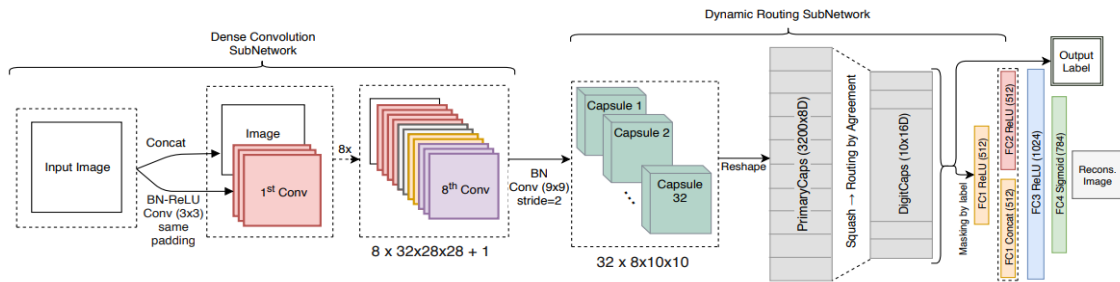 Dense Convolution
SubNetwork
Dynamic Routing SubNetwork
Input Image
Concat
BN-ReLU
Conv (3x3)
same
padding
Image
1st Conv
8x
8th Conv
8 x 32x28x28 + 1
BN
Conv (9x9)
stride=2
Capsule 1
Capsule 2
Capsule
32
32 x 8x10x10
Reshape
PrimaryCaps (3200x8D)
Squash → Routing by Agreement
DigitCaps (10x16D)
Masking by label
FC1 ReLU (512)
FC2 ReLU (512)
FC1 Concat (512)
FC3 ReLU (1024)
FC4 Sigmoid (784)
Output
Label
Recons.
Image